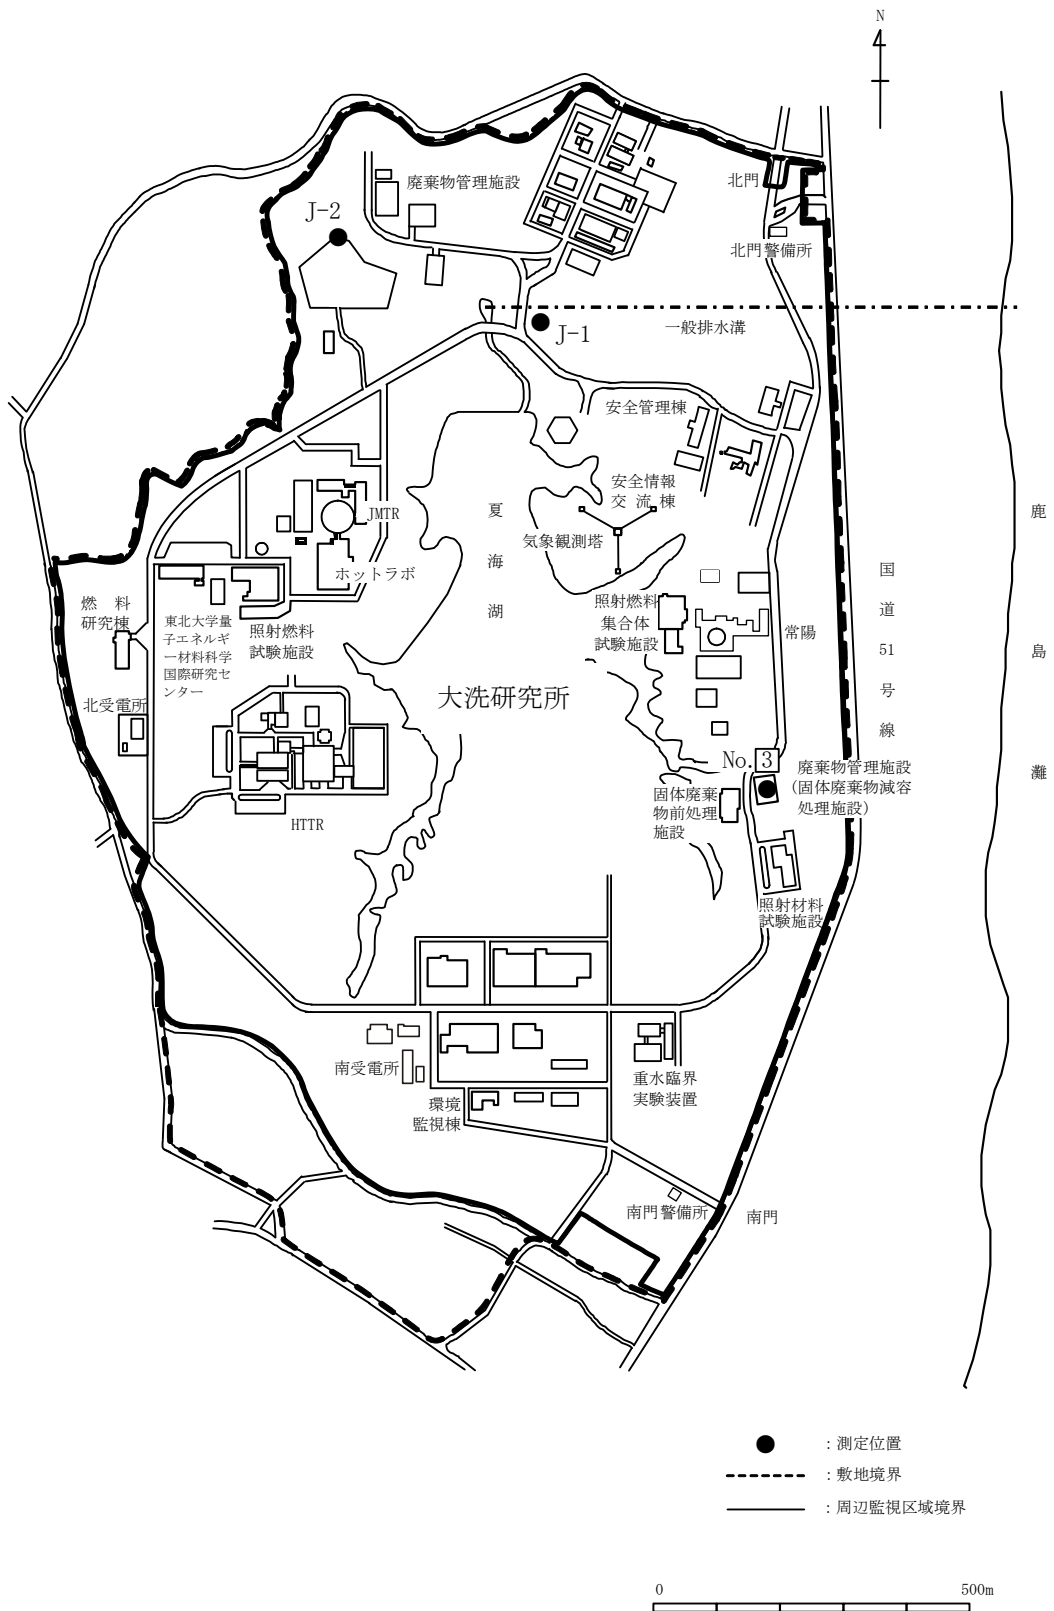 N
北門
廃棄物管理施設
J-2
北門警備所
J-1
一般排水溝
安全管理棟
安全情報
交流棟
夏海湖
JMTR
気象観測塔
鹿島灘
国道51号線
ホットラボ
燃料
研究棟
東北大学量
子エネルギ
ー材料科学
国際研究セ
ンター
照射燃料
試験施設
照射燃料
集合体
試験施設
常陽
大洗研究所
北受電所
No.3
廃棄物管理施設
(固体廃棄物減容
処理施設)
固体廃棄
物前処理
施設
HTTR
照射材料
試験施設
南受電所
重水臨界
実験装置
環境
監視棟
南門警備所
南門
：測定位置
：敷地境界
：周辺監視区域境界
0
500m